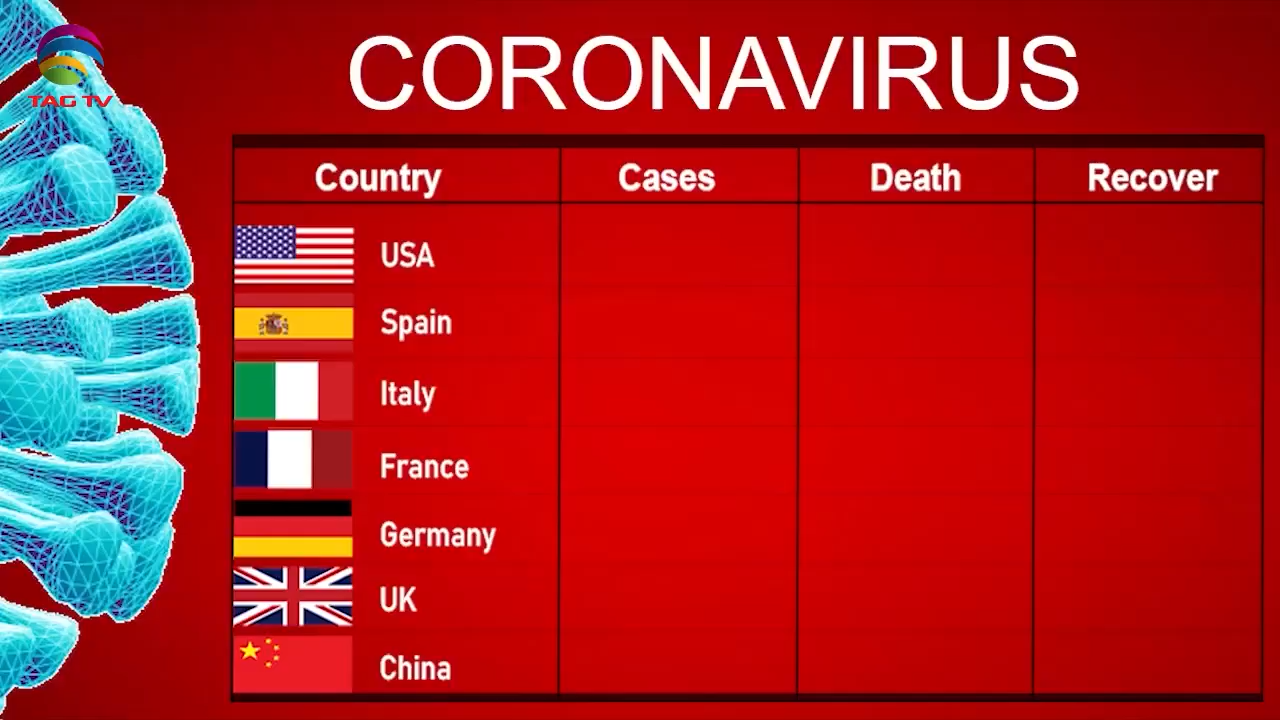 TAG TV
CORONAVIRUS
Country Cases Death Recover
USA
Spain
Italy
France
Germany
UK
China